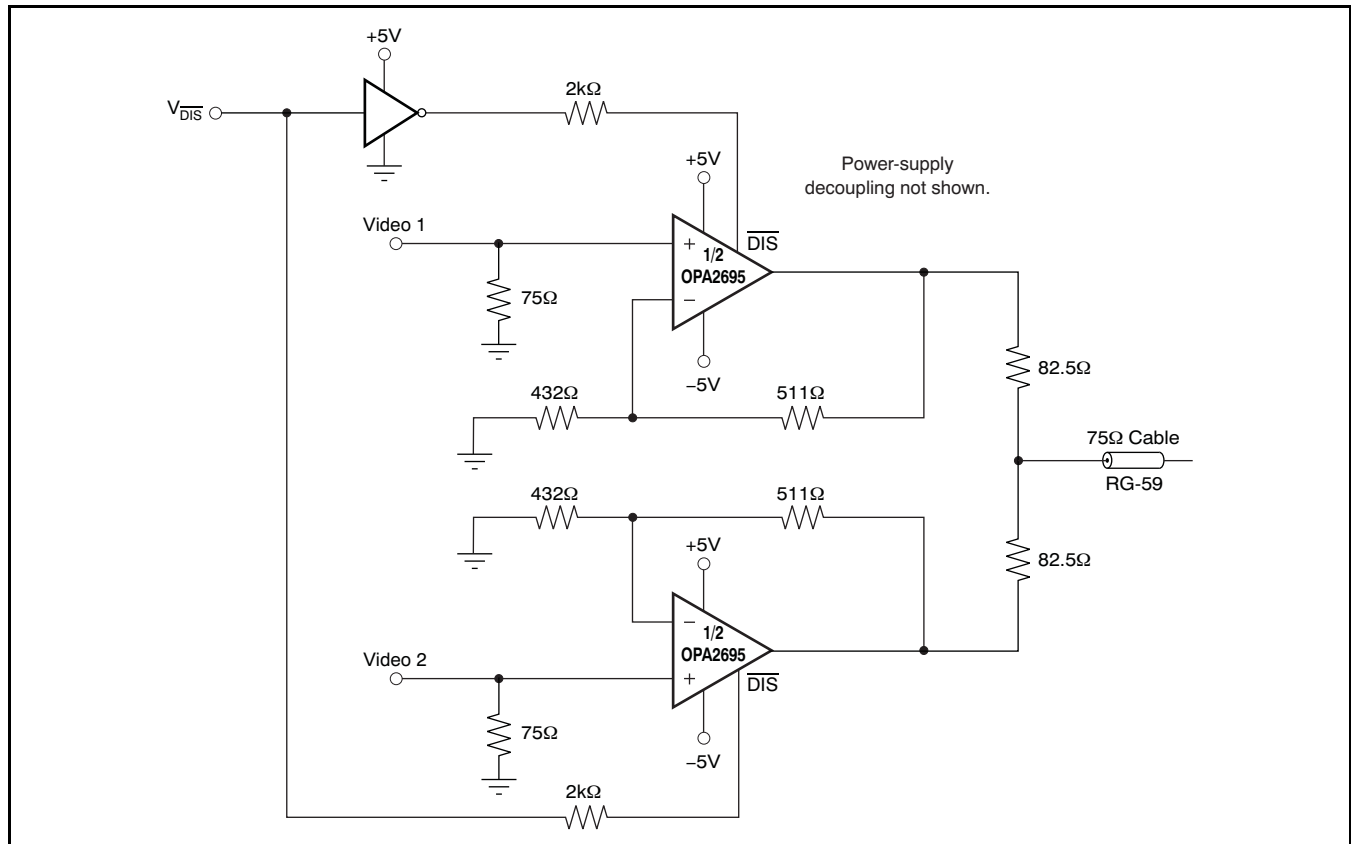 +5V
V‾DIS
2kΩ
+5V
Power-supply
decoupling not shown.
Video 1
DIS
+
1/2
OPA2695
75Ω
−
−5V
82.5Ω
432Ω
511Ω
75Ω Cable
RG-59
432Ω
511Ω
+5V
82.5Ω
−
1/2
OPA2695
Video 2
+
DIS
75Ω
−5V
2kΩ